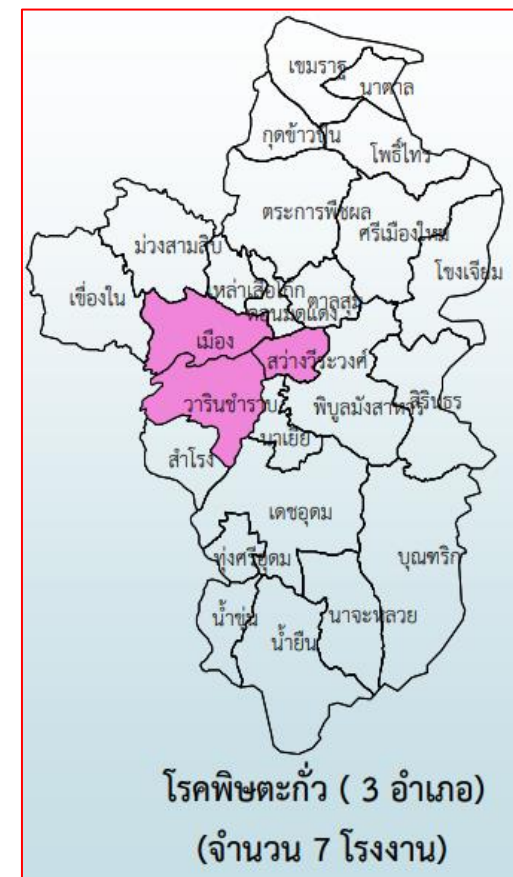 เขมราฐ
นาตาล
กุดข้าวปุ้น
โพธิ์ไทร
ตระการพืชผล
ศรีเมืองใหม่
ม่วงสามสิบ
โขงเจียม
เขื่องใน
เหล่าเสือโก้ก
ตาลสุม
ดอนมดแดง
เมือง
สว่างวีระวงศ์
วารินชำราบ
พิบูลมังสาหาร
สิรินธร
นาเยีย
สำโรง
เดชอุดม
บุณฑริก
ทุ่งศรีอุดม
น้ำขุ่น
นาจะหลวย
น้ำยืน
โรคพิษตะกั่ว ( 3 อำเภอ)
(จำนวน 7 โรงงาน)